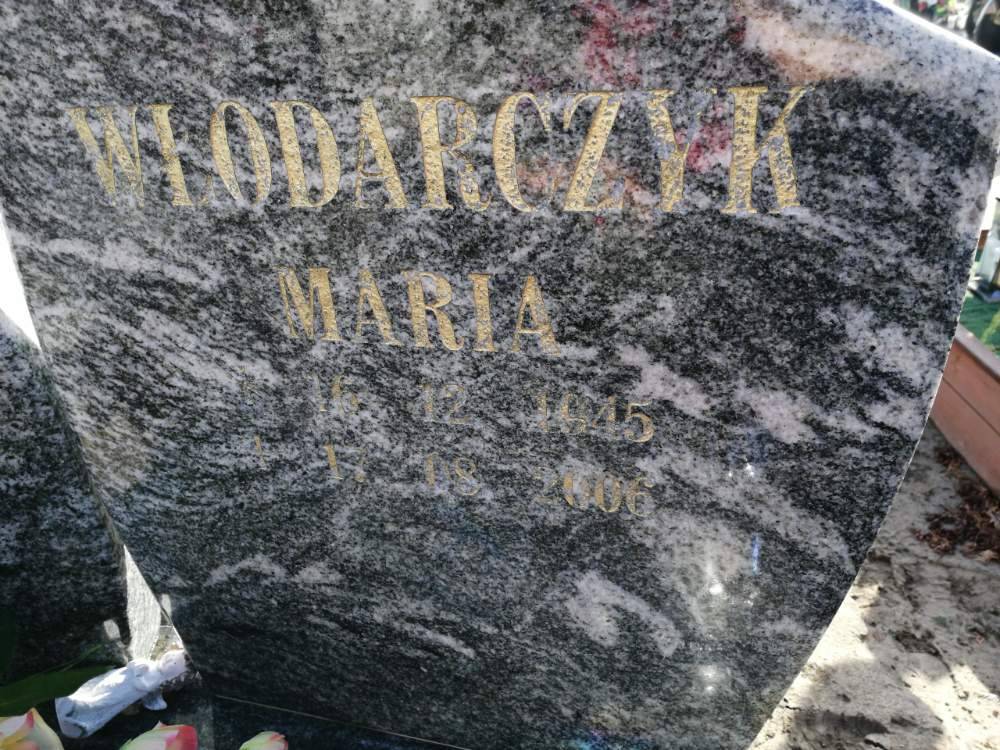 WŁODARCZYK
MARIA
* 16 12 1945
† 17 08 2006